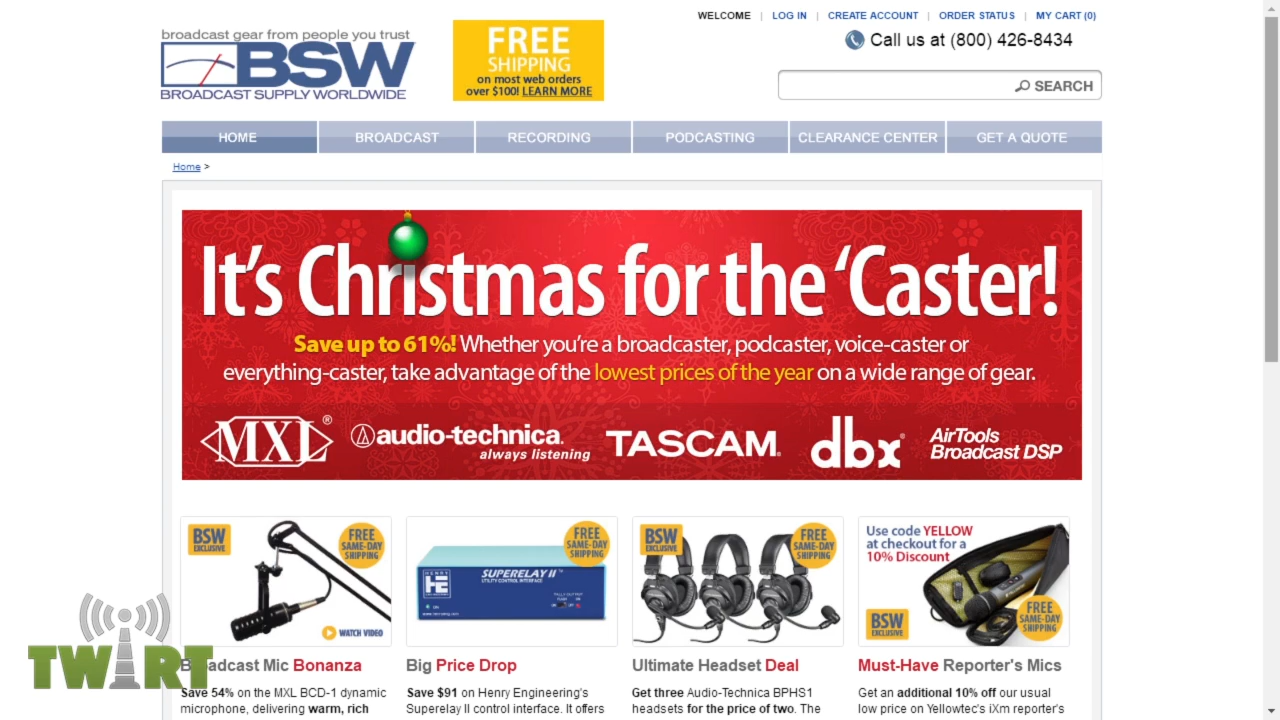 WELCOME | LOG IN | CREATE ACCOUNT | ORDER STATUS | MY CART (0)
broadcast gear from people you trust
BSW
BROADCAST SUPPLY WORLDWIDE
FREE
SHIPPING
on most web orders
over $100! LEARN MORE
Call us at (800) 426-8434
SEARCH
HOME BROADCAST RECORDING PODCASTING CLEARANCE CENTER GET A QUOTE
Home >
It's Christmas for the 'Caster!
Save up to 61%! Whether you're a broadcaster, podcaster, voice-caster or
everything-caster, take advantage of the lowest prices of the year on a wide range of gear.
MXL® audio-technica. always listening TASCAM. dbx® AirTools Broadcast DSP
BSW
EXCLUSIVE
FREE
SAME-DAY
SHIPPING
WATCH VIDEO
FREE
SAME-DAY
SHIPPING
HENRY
HE
SUPERELAY II™
UTILITY CONTROL INTERFACE
ON
BSW
EXCLUSIVE
FREE
SAME-DAY
SHIPPING
Use code YELLOW
at checkout for a
10% Discount
BSW
EXCLUSIVE
FREE
SAME-DAY
SHIPPING
Broadcast Mic Bonanza
Save 54% on the MXL BCD-1 dynamic
microphone, delivering warm, rich
Big Price Drop
Save $91 on Henry Engineering's
Superelay II control interface. It offers
Ultimate Headset Deal
Get three Audio-Technica BPHS1
headsets for the price of two. The
Must-Have Reporter's Mics
Get an additional 10% off our usual
low price on Yellowtec's iXm reporter's
TWiRT